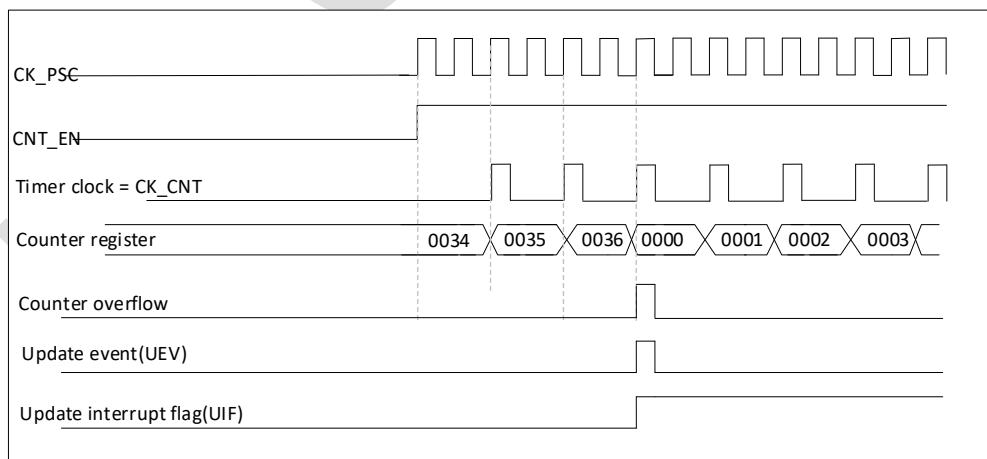 CK_PSC
CNT_EN
Timer clock = CK_CNT
Counter register 0034 0035 0036 0000 0001 0002 0003
Counter overflow
Update event(UEV)
Update interrupt flag(UIF)